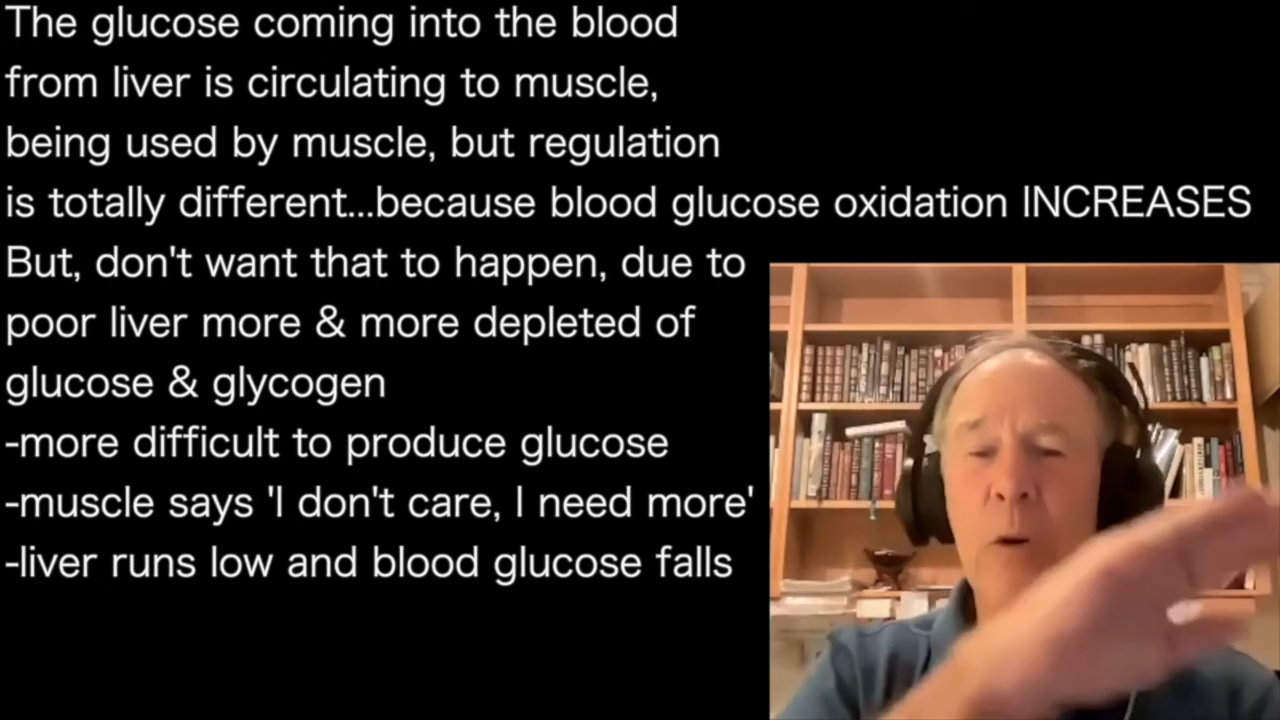 The glucose coming into the blood
from liver is circulating to muscle,
being used by muscle, but regulation
is totally different...because blood glucose oxidation INCREASES
But, don't want that to happen, due to
poor liver more & more depleted of
glucose & glycogen
-more difficult to produce glucose
-muscle says 'I don't care, I need more'
-liver runs low and blood glucose falls